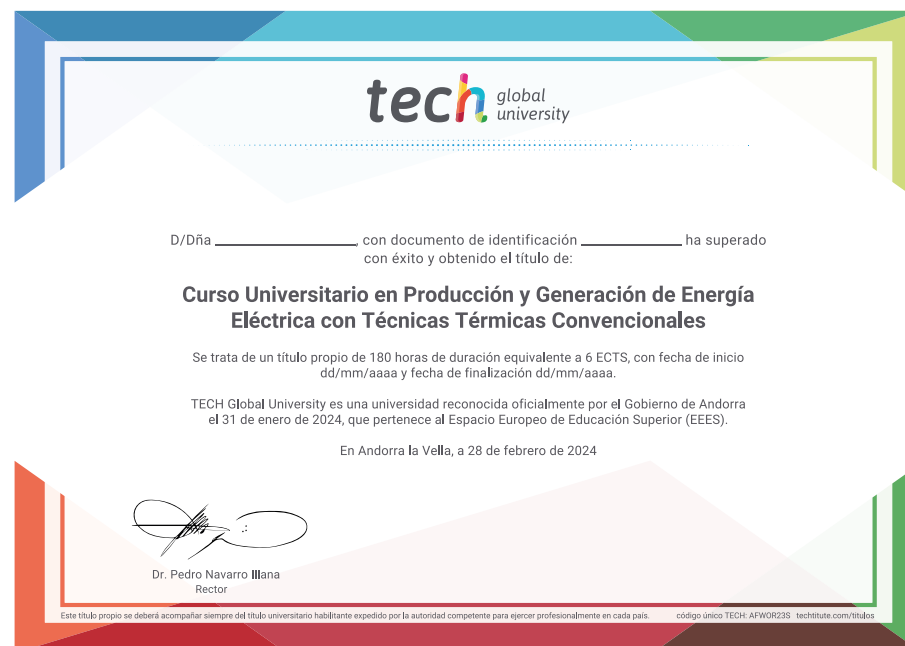 tech global university
D/Dña ________________, con documento de identificación ____________ ha superado
con éxito y obtenido el título de:
Curso Universitario en Producción y Generación de Energía
Eléctrica con Técnicas Térmicas Convencionales
Se trata de un título propio de 180 horas de duración equivalente a 6 ECTS, con fecha de inicio
dd/mm/aaaa y fecha de finalización dd/mm/aaaa.
TECH Global University es una universidad reconocida oficialmente por el Gobierno de Andorra
el 31 de enero de 2024, que pertenece al Espacio Europeo de Educación Superior (EEES).
En Andorra la Vella, a 28 de febrero de 2024
Dr. Pedro Navarro Illana
Rector
Este título propio se deberá acompañar siempre del título universitario habilitante expedido por la autoridad competente para ejercer profesionalmente en cada país. código único TECH: AFWOR23S techtitute.com/titulos